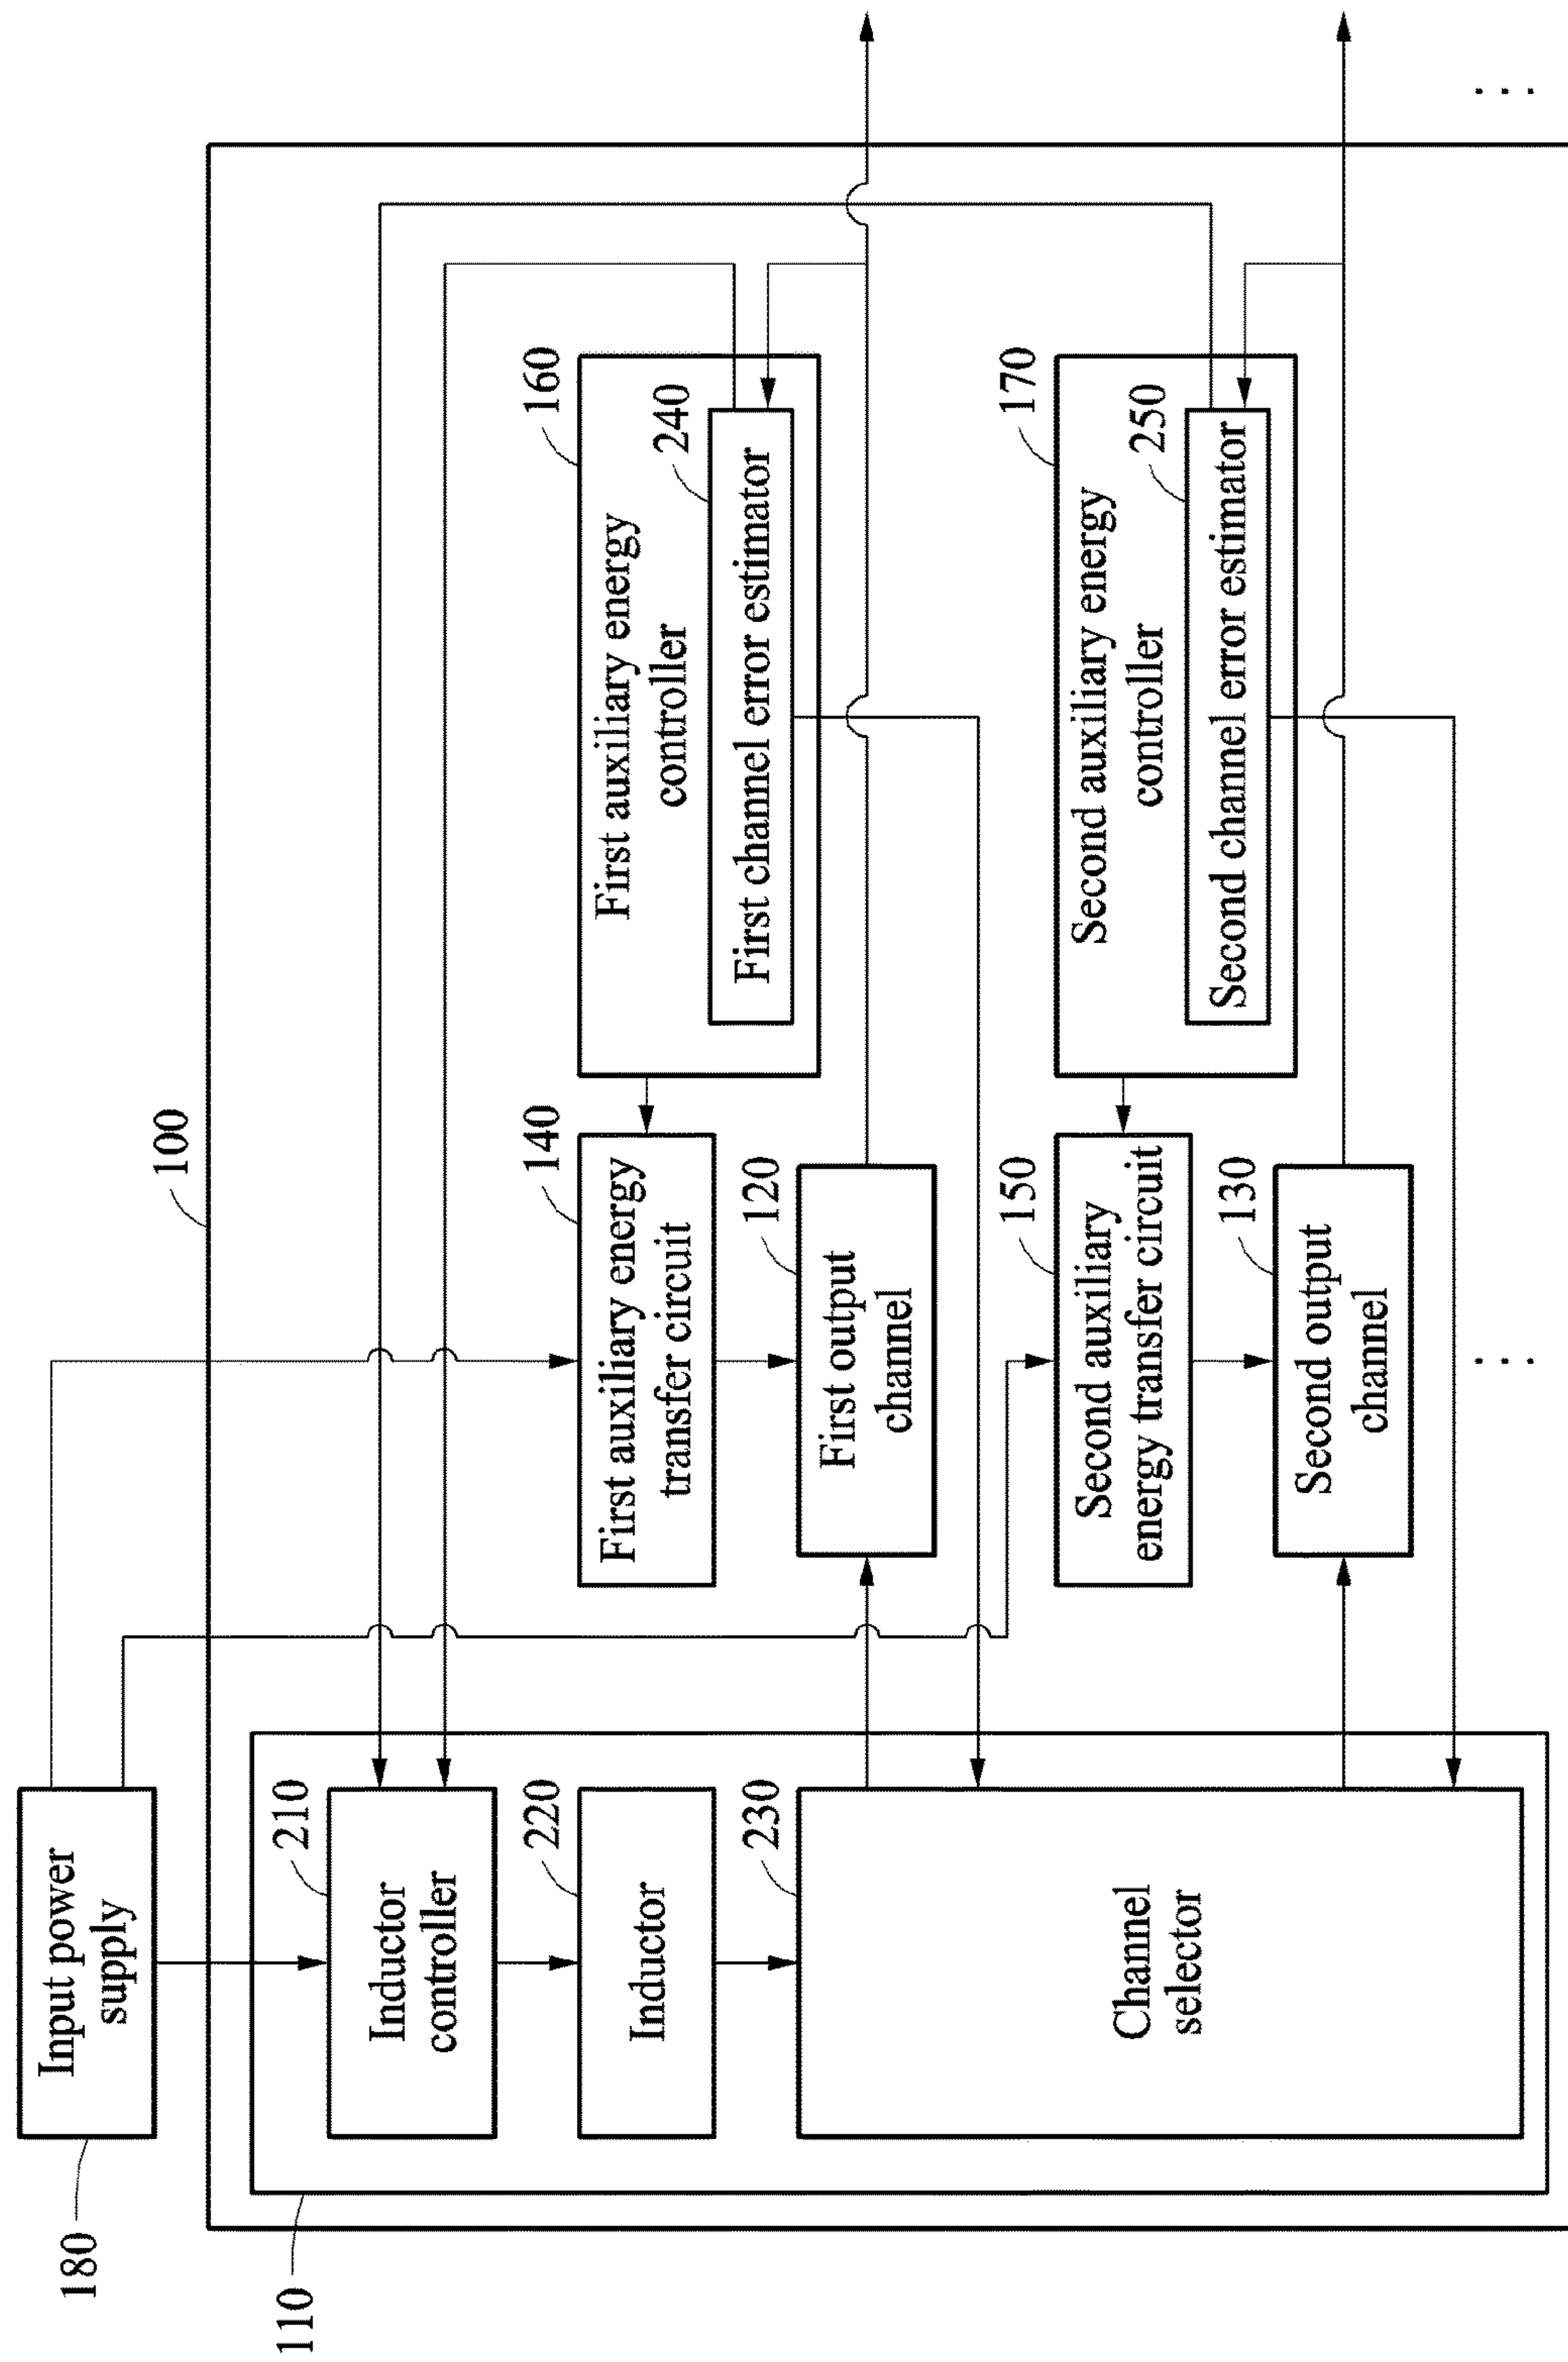 100
180
Input power
supply
110
210
Inductor
controller
220
Inductor
230
Channel
selector
140
First auxiliary energy
transfer circuit
120
First output
channel
150
Second auxiliary
energy transfer circuit
130
Second output
channel
160
First auxiliary energy
controller
240
First channel error estimator
170
Second auxiliary energy
controller
250
Second channel error estimator
...
...